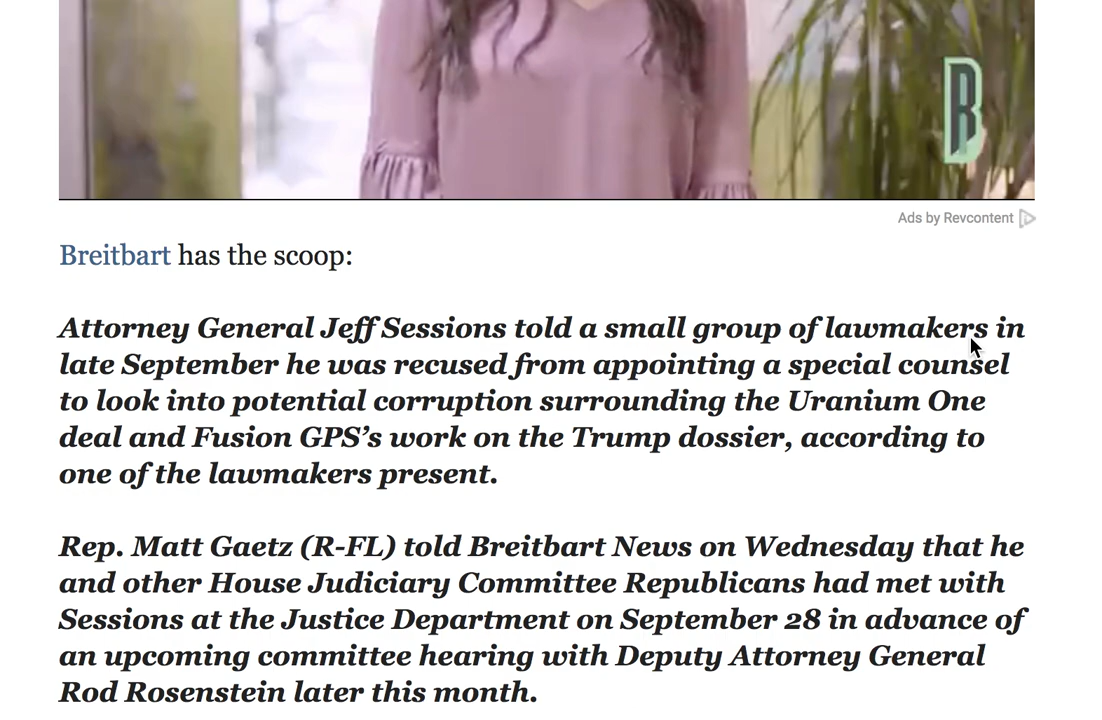 R
Ads by Revcontent
Breitbart has the scoop:
Attorney General Jeff Sessions told a small group of lawmakers in
late September he was recused from appointing a special counsel
to look into potential corruption surrounding the Uranium One
deal and Fusion GPS’s work on the Trump dossier, according to
one of the lawmakers present.
Rep. Matt Gaetz (R-FL) told Breitbart News on Wednesday that he
and other House Judiciary Committee Republicans had met with
Sessions at the Justice Department on September 28 in advance of
an upcoming committee hearing with Deputy Attorney General
Rod Rosenstein later this month.